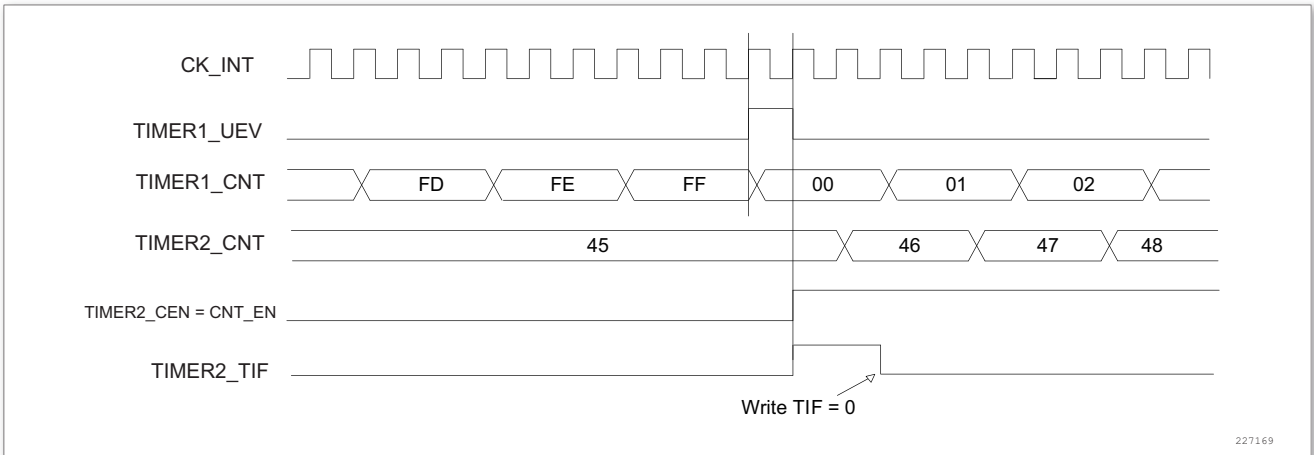 CK_INT
TIMER1_UEV
TIMER1_CNT FD FE FF 00 01 02
TIMER2_CNT 45 46 47 48
TIMER2_CEN = CNT_EN
TIMER2_TIF
Write TIF = 0
227169